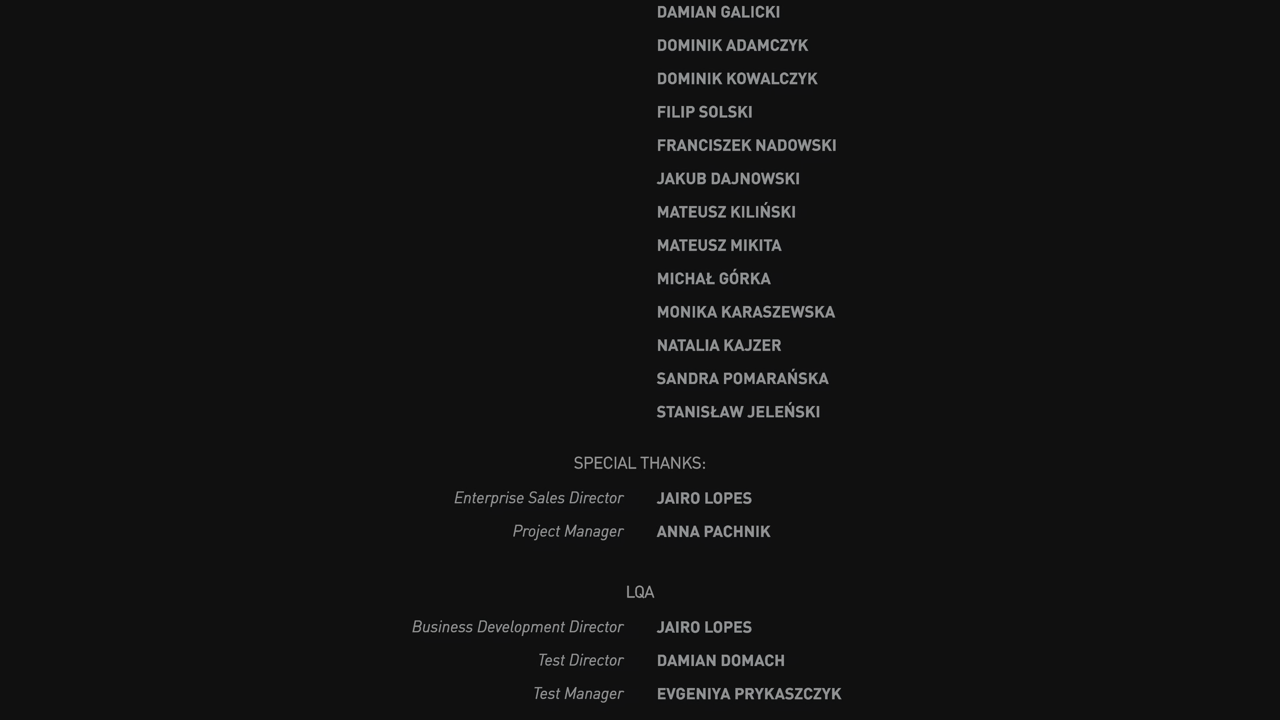 DAMIAN GALICKI
DOMINIK ADAMCZYK
DOMINIK KOWALCZYK
FILIP SOLSKI
FRANCISZEK NADOWSKI
JAKUB DAJNOWSKI
MATEUSZ KILIŃSKI
MATEUSZ MIKITA
MICHAŁ GÓRKA
MONIKA KARASZEWSKA
NATALIA KAJZER
SANDRA POMARAŃSKA
STANISŁAW JELEŃSKI
SPECIAL THANKS:
Enterprise Sales Director JAIRO LOPES
Project Manager ANNA PACHNIK
LQA
Business Development Director JAIRO LOPES
Test Director DAMIAN DOMACH
Test Manager EVGENIYA PRYKASZCZYK